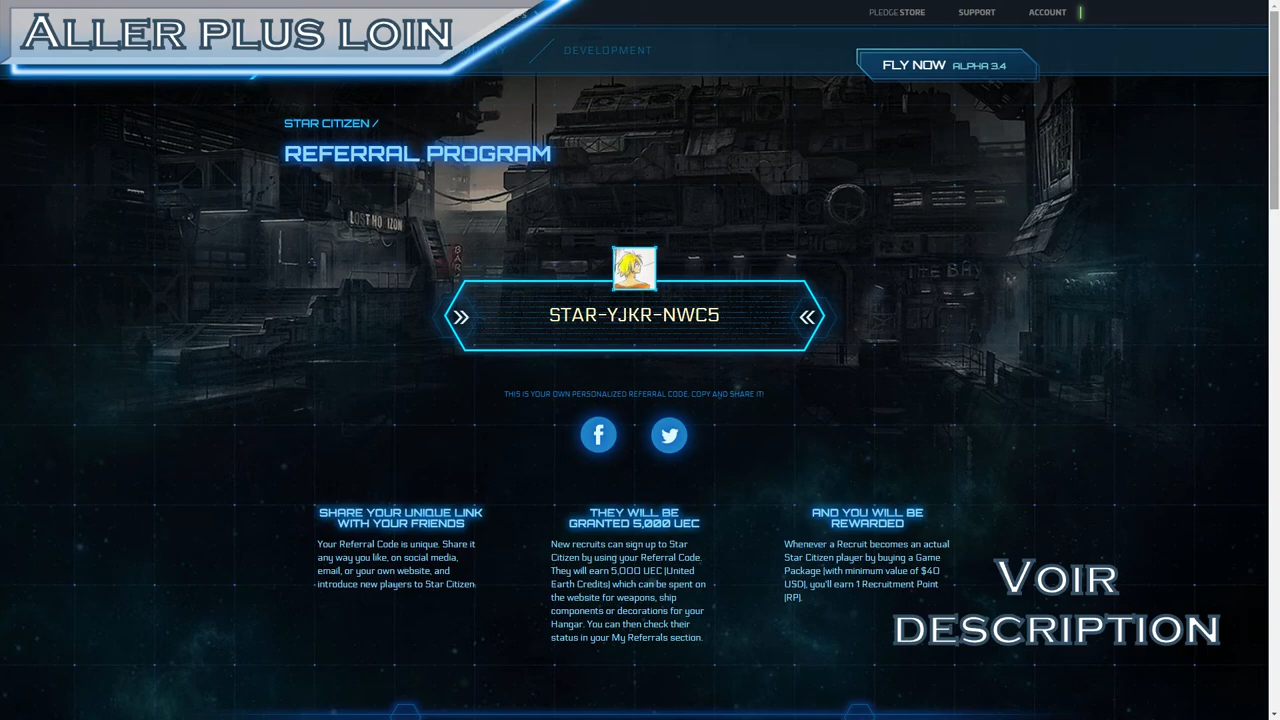 ALLER PLUS LOIN
PLEDGE STORE
SUPPORT
ACCOUNT
DEVELOPMENT
FLY NOW ALPHA 3.4
STAR CITIZEN /
REFERRAL PROGRAM
LOST HO IZON
BAR
THE BAY
STAR-YJKR-NWC5
THIS IS YOUR OWN PERSONALIZED REFERRAL CODE, COPY AND SHARE IT!
SHARE YOUR UNIQUE LINK
WITH YOUR FRIENDS
Your Referral Code is unique. Share it
any way you like, on social media,
email, or your own website, and
introduce new players to Star Citizen.
THEY WILL BE
GRANTED 5,000 UEC
New recruits can sign up to Star
Citizen by using your Referral Code.
They will earn 5,000 UEC (United
Earth Credits) which can be spent on
the website for weapons, ship
components or decorations for your
Hangar. You can then check their
status in your My Referrals section.
AND YOU WILL BE
REWARDED
Whenever a Recruit becomes an actual
Star Citizen player by buying a Game
Package (with minimum value of $40
USD), you'll earn 1 Recruitment Point
(RP).
VOIR
DESCRIPTION